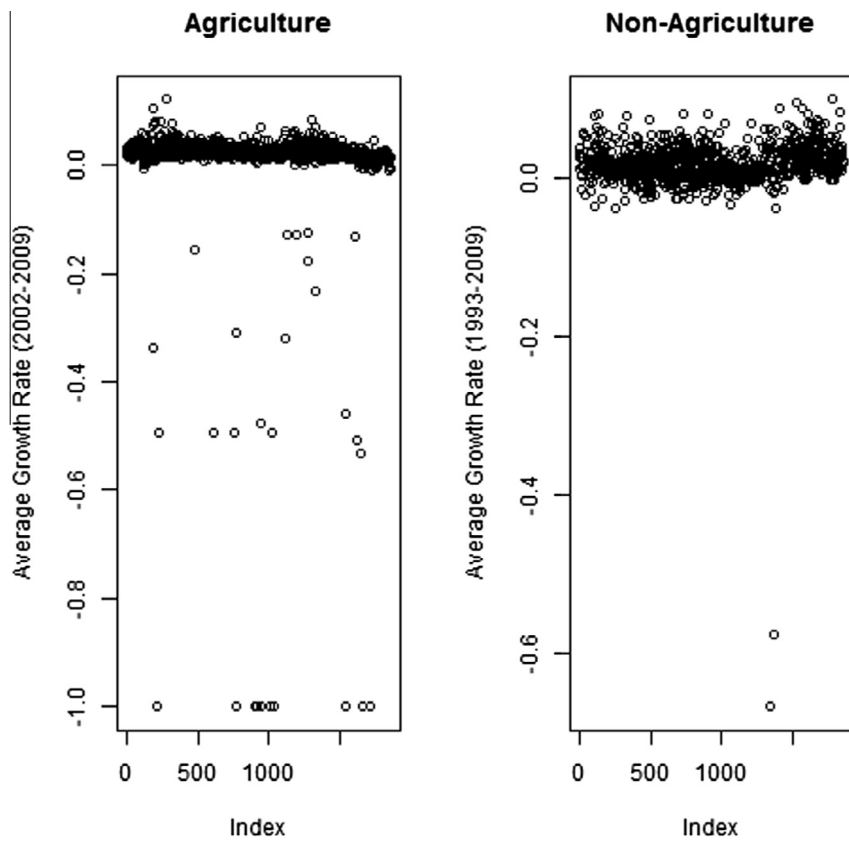 Agriculture
Average Growth Rate (2002-2009)
0.0
-0.2
-0.4
-0.6
-0.8
-1.0
0 500 1000
Index
Non-Agriculture
Average Growth Rate (1993-2009)
0.0
-0.2
-0.4
-0.6
0 500 1000
Index